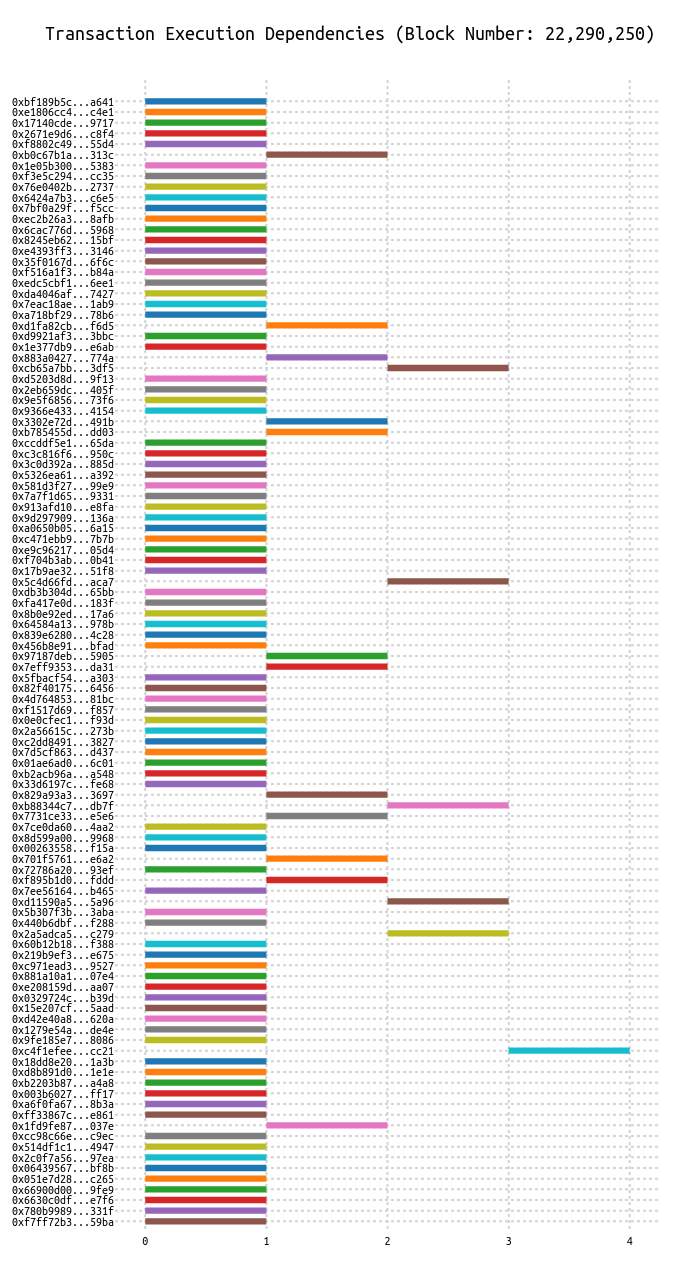 Transaction Execution Dependencies (Block Number: 22,290,250)
0xbf189b5c...a641
0xe1806cc4...c4e1
0x17140cde...9717
0x2671e9d6...c8f4
0xf8802c49...55d4
0xb0c67b1a...313c
0x1e05b300...5383
0xf3e5c294...cc35
0x76e0402b...2737
0x6424a7b3...c6e5
0x7bf0a29f...f5cc
0xec2b26a3...8afb
0x6cac776d...5968
0x8245eb62...15bf
0xe4393ff3...3146
0x35f0167d...6f6c
0xf516a1f3...b84a
0xedc5cbf1...6ee1
0xda4046af...7427
0x7eac18ae...1ab9
0xa718bf29...78b6
0xd1fa82cb...f6d5
0xd9921af3...3bbc
0x1e377db9...e6ab
0x883a0427...774a
0xcb65a7bb...3df5
0xd5203d8d...9f13
0x2eb659dc...405f
0x9e5f6856...73f6
0x9366e433...4154
0x3302e72d...491b
0xb785455d...dd03
0xccddf5e1...65da
0xc3c816f6...950c
0x3c0d392a...885d
0x5326ea61...a392
0x581d3f27...99e9
0x7a7f1d65...9331
0x913afd10...e8fa
0x9d297909...136a
0xa0650b05...6a15
0xc471ebb9...7b7b
0xe9c96217...05d4
0xf704b3ab...0b41
0x17b9ae32...51f8
0x5c4d66fd...aca7
0xdb3b304d...65bb
0xfa417e0d...183f
0x8b0e92ed...17a6
0x64584a13...978b
0x839e6280...4c28
0x456b8e91...bfad
0x97187deb...5905
0x7eff9353...da31
0x5fbacf54...a303
0x82f40175...6456
0x4d764853...81bc
0xf1517d69...f857
0x0e0cfec1...f93d
0x2a56615c...273b
0xc2dd8491...3827
0x7d5cf863...d437
0x01ae6ad0...6c01
0xb2acb96a...a548
0x33d6197c...fe68
0x829a93a3...3697
0xb88344c7...db7f
0x7731ce33...e5e6
0x7ce0da60...4aa2
0x8d599a00...9968
0x00263558...f15a
0x701f5761...e6a2
0x72786a20...93ef
0xf895b1d0...fddd
0x7ee56164...b465
0xd11590a5...5a96
0x5b307f3b...3aba
0x440b6dbf...f288
0x2a5adca5...c279
0x60b12b18...f388
0x219b9ef3...e675
0xc971ead3...9527
0x881a10a1...07e4
0xe208159d...aa07
0x0329724c...b39d
0x15e207cf...5aad
0xd42e40a8...620a
0x1279e54a...de4e
0x9fe185e7...8086
0xc4f1efee...cc21
0x18dd8e20...1a3b
0xd8b891d0...1e1e
0xb2203b87...a4a8
0x003b6027...ff17
0xa6f0fa67...8b3a
0xff33867c...e861
0x1fd9fe87...037e
0xcc98c66e...c9ec
0x514df1c1...4947
0x2c0f7a56...97ea
0x06439567...bf8b
0x051e7d28...c265
0x66900d00...9fe9
0x6630c0df...e7f6
0x780b9989...331f
0xf7ff72b3...59ba
0 1 2 3 4